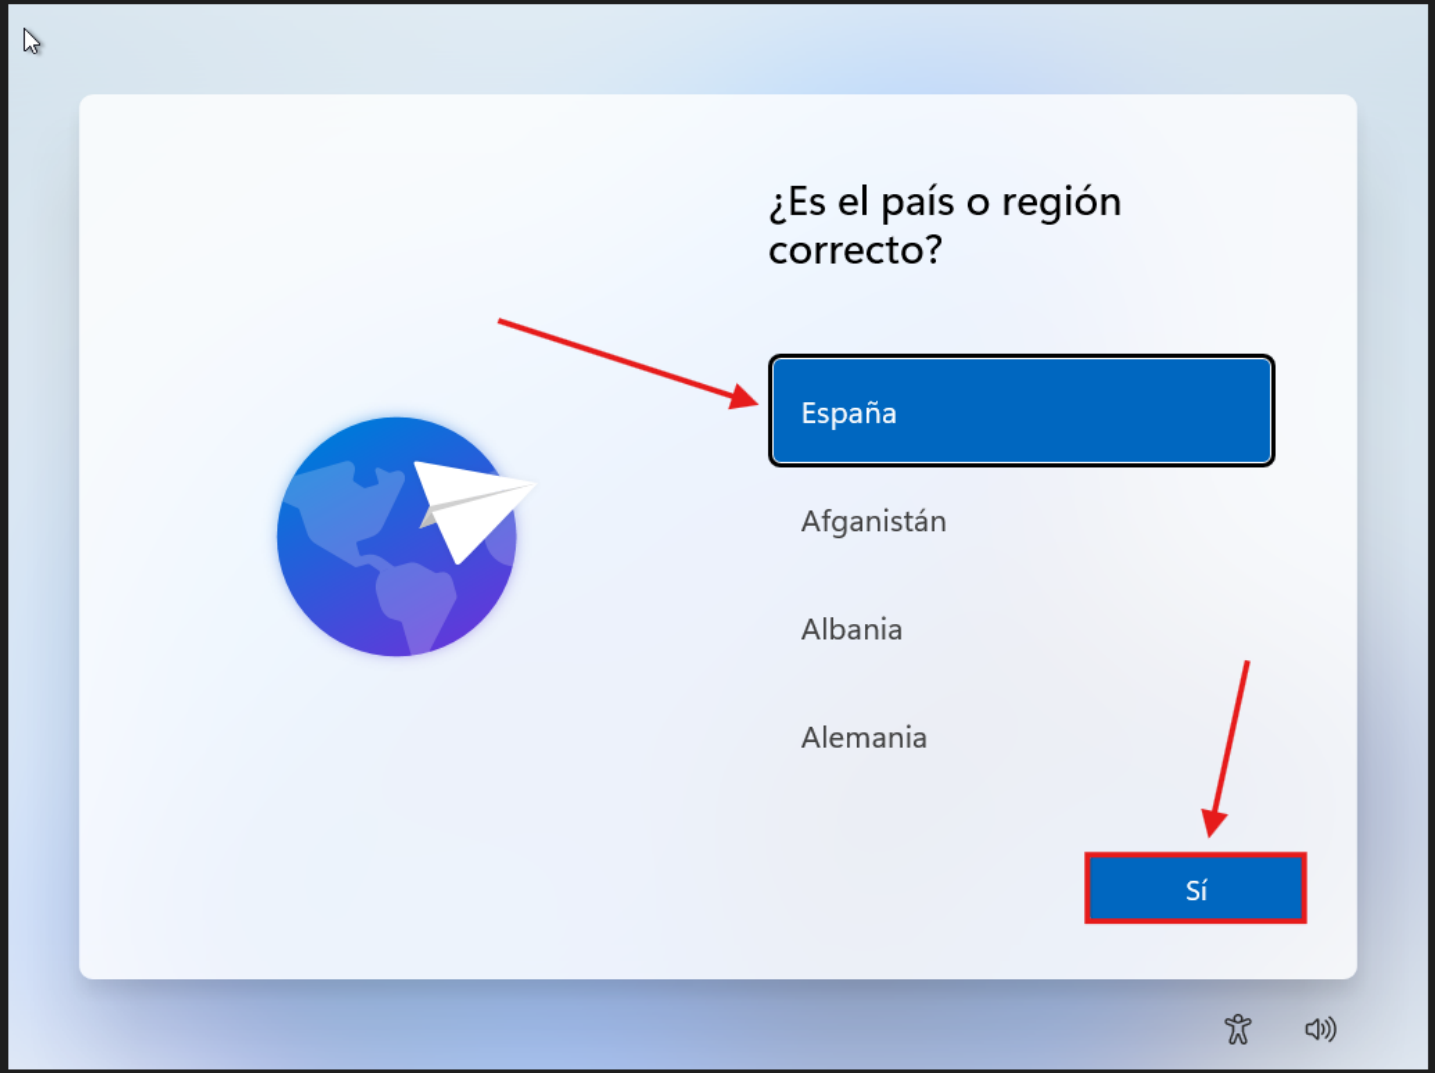 ¿Es el país o región
correcto?
España
Afganistán
Albania
Alemania
Sí